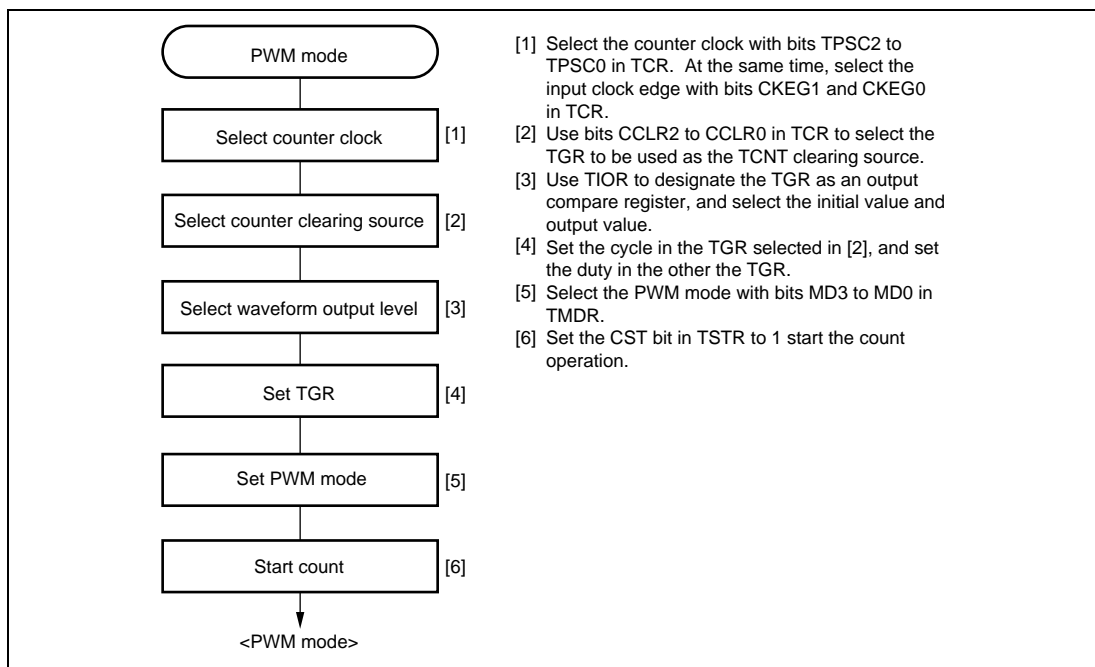 PWM mode
Select counter clock [1]
Select counter clearing source [2]
Select waveform output level [3]
Set TGR [4]
Set PWM mode [5]
Start count [6]
<PWM mode>
[1] Select the counter clock with bits TPSC2 to
TPSC0 in TCR. At the same time, select the
input clock edge with bits CKEG1 and CKEG0
in TCR.
[2] Use bits CCLR2 to CCLR0 in TCR to select the
TGR to be used as the TCNT clearing source.
[3] Use TIOR to designate the TGR as an output
compare register, and select the initial value and
output value.
[4] Set the cycle in the TGR selected in [2], and set
the duty in the other the TGR.
[5] Select the PWM mode with bits MD3 to MD0 in
TMDR.
[6] Set the CST bit in TSTR to 1 start the count
operation.